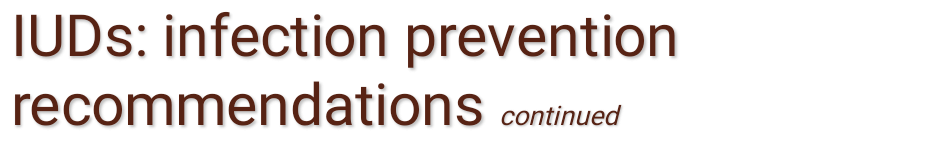 IUDs: infection prevention
recommendations continued